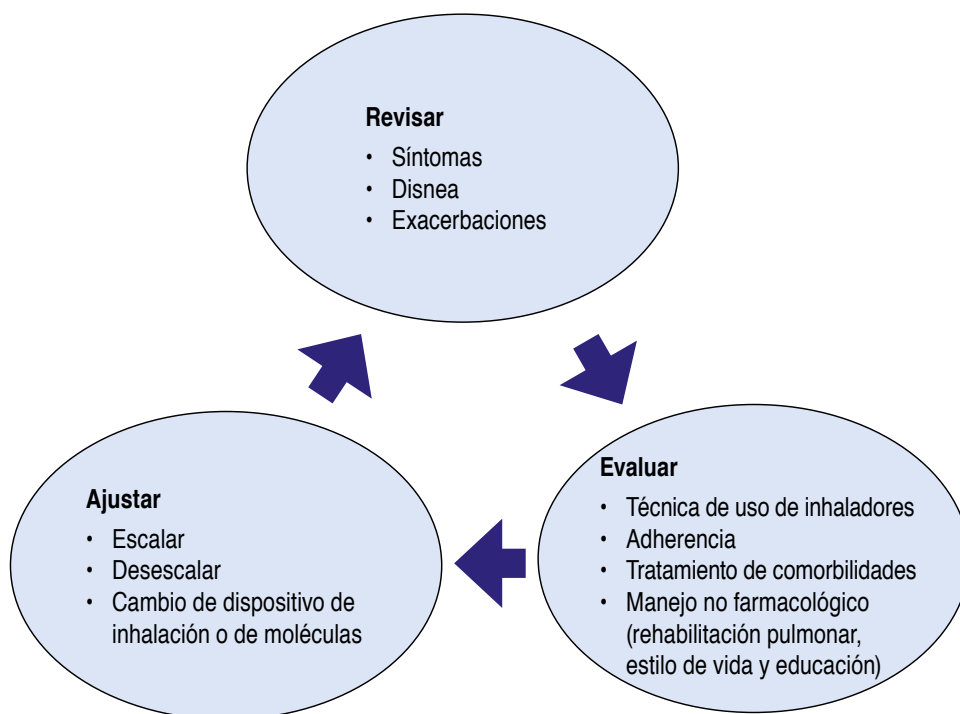 Revisar
• Síntomas
• Disnea
• Exacerbaciones
Evaluar
• Técnica de uso de inhaladores
• Adherencia
• Tratamiento de comorbilidades
• Manejo no farmacológico
(rehabilitación pulmonar,
estilo de vida y educación)
Ajustar
• Escalar
• Desescalar
• Cambio de dispositivo de
inhalación o de moléculas